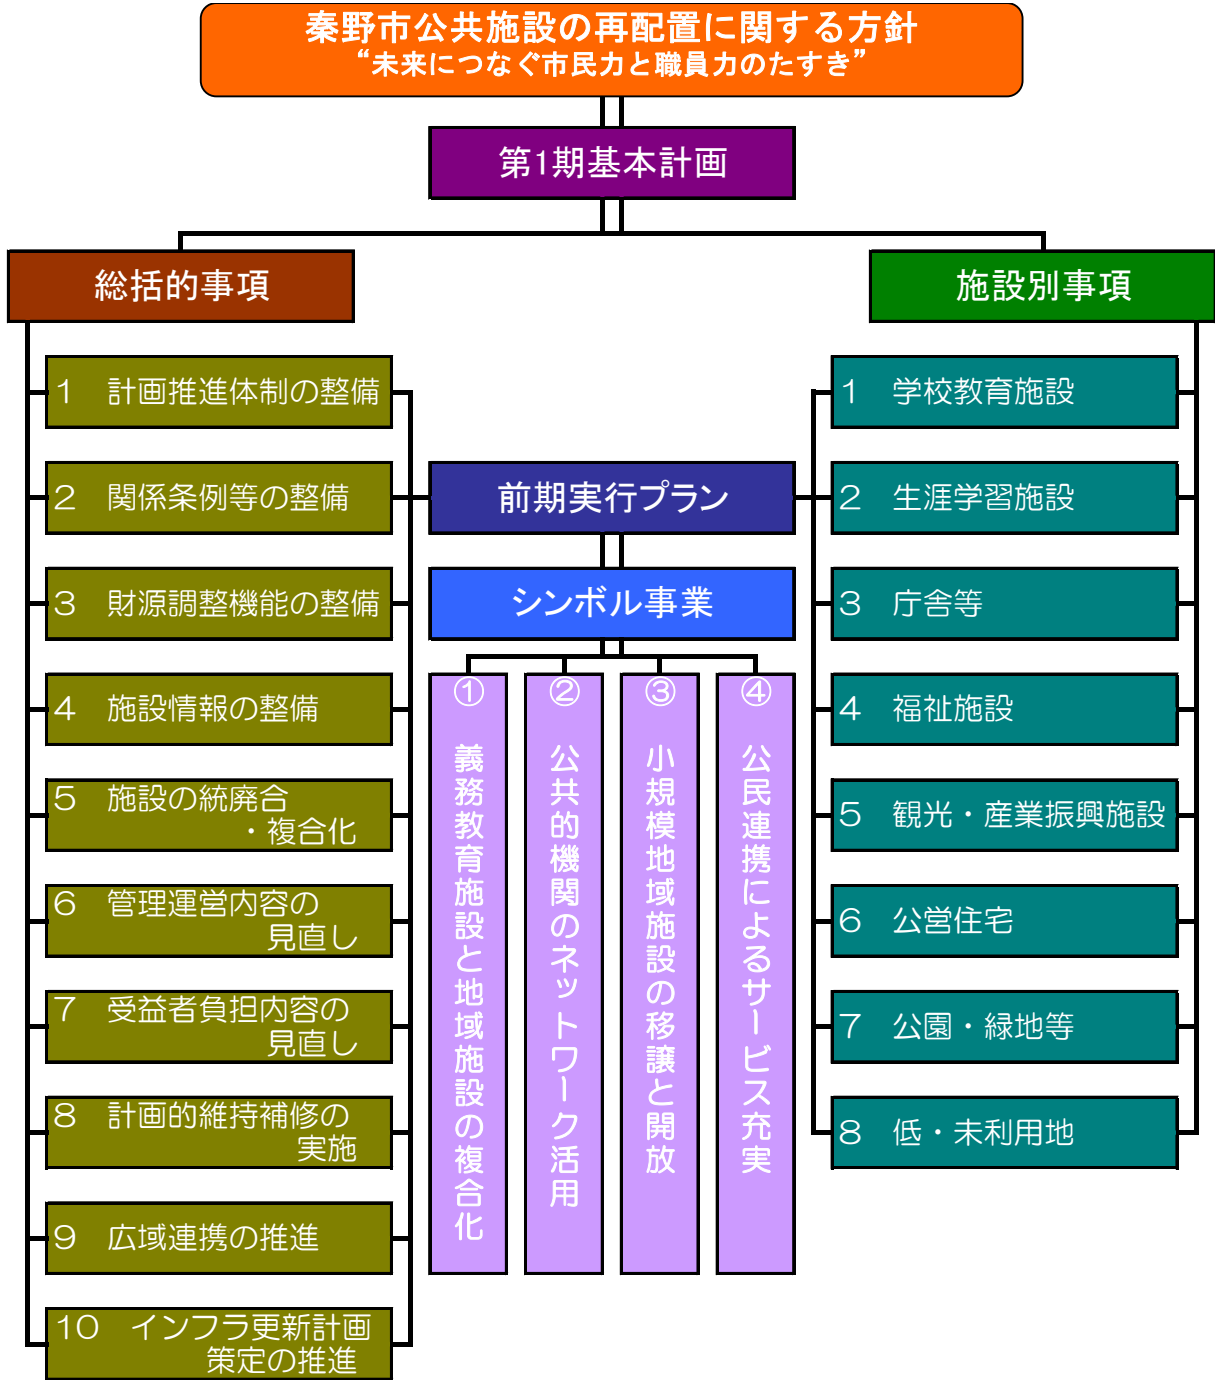 秦野市公共施設の再配置に関する方針
“未来につなぐ市民力と職員力のたすき”
第1期基本計画
総括的事項
施設別事項
１　計画推進体制の整備
２　関係条例等の整備
３　財源調整機能の整備
４　施設情報の整備
５　施設の統廃合
・複合化
６　管理運営内容の
見直し
７　受益者負担内容の
見直し
８　計画的維持補修の
実施
９　広域連携の推進
１０　インフラ更新計画
策定の推進
前期実行プラン
シンボル事業
①　義務教育施設と地域施設の複合化
②　公共的機関のネットワーク活用
③　小規模地域施設の移譲と開放
④　公民連携によるサービス充実
１　学校教育施設
２　生涯学習施設
３　庁舎等
４　福祉施設
５　観光・産業振興施設
６　公営住宅
７　公園・緑地等
８　低・未利用地